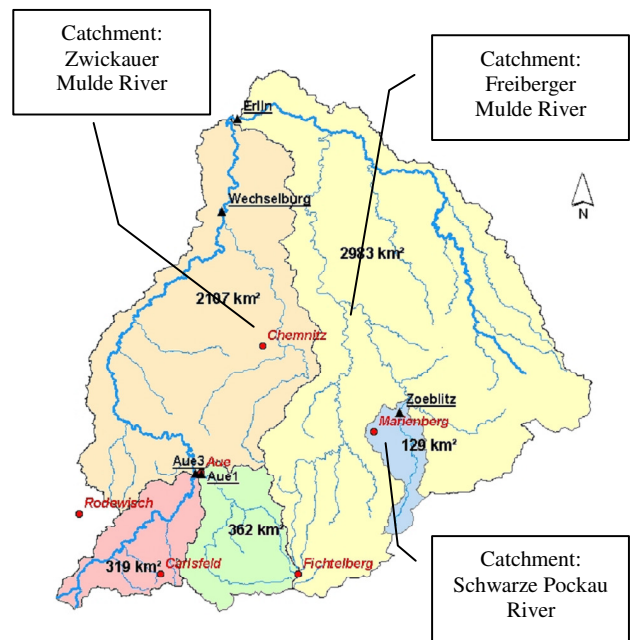 Catchment:
Zwickauer
Mulde River
Catchment:
Freiberger
Mulde River
Erlln
Wechselburg
N
2983 km²
2107 km²
Chemnitz
Zoeblitz
Marienberg
129 km²
Aue3 Aue
Aue1
Rodewisch
362 km²
319 km²
Carlsfeld
Fichtelberg
Catchment:
Schwarze Pockau
River